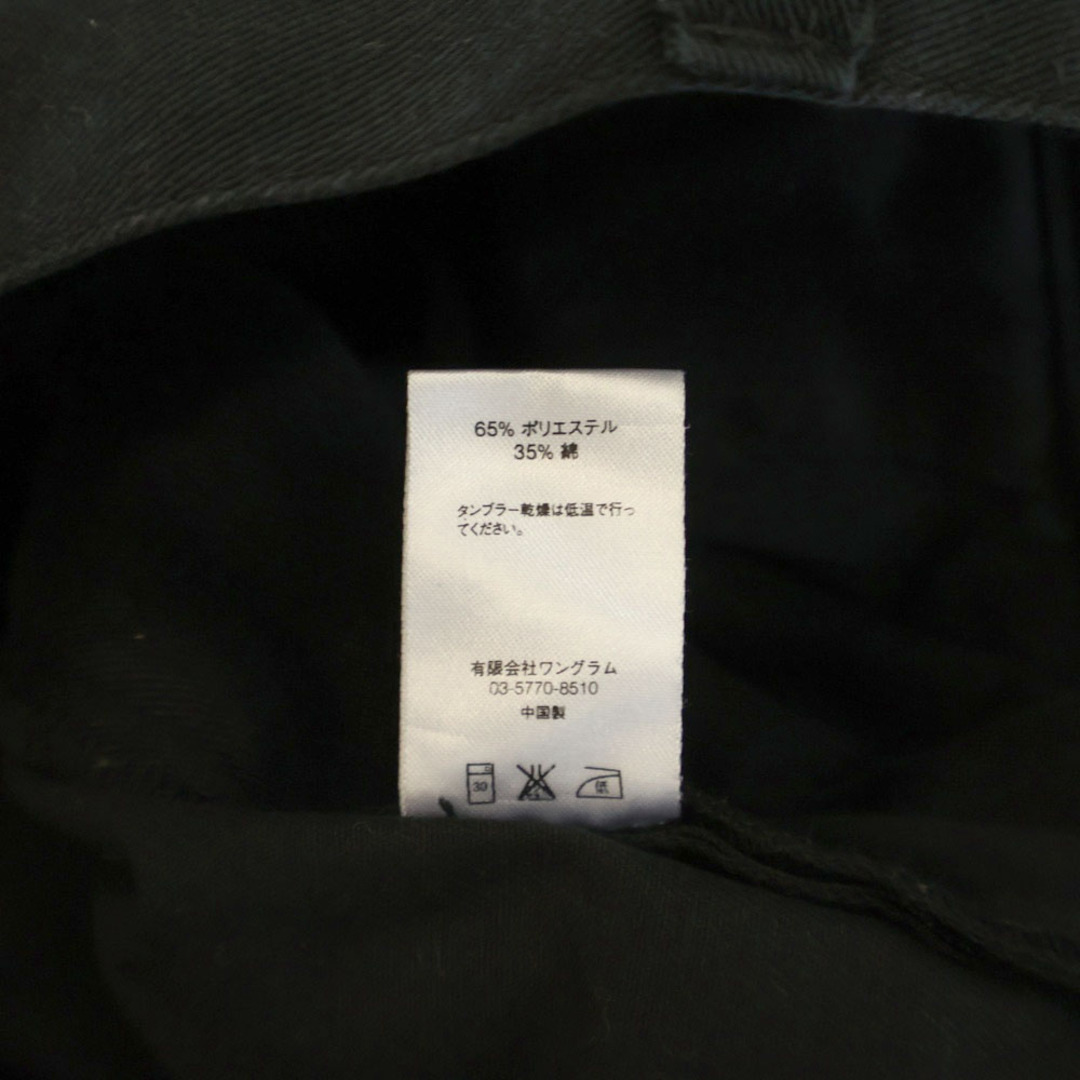 65% ポリエステル
35% 綿
タンブラー乾燥は低温で行っ
てください。
有限会社ワングラム
03-5770-8510
中国製
30
低